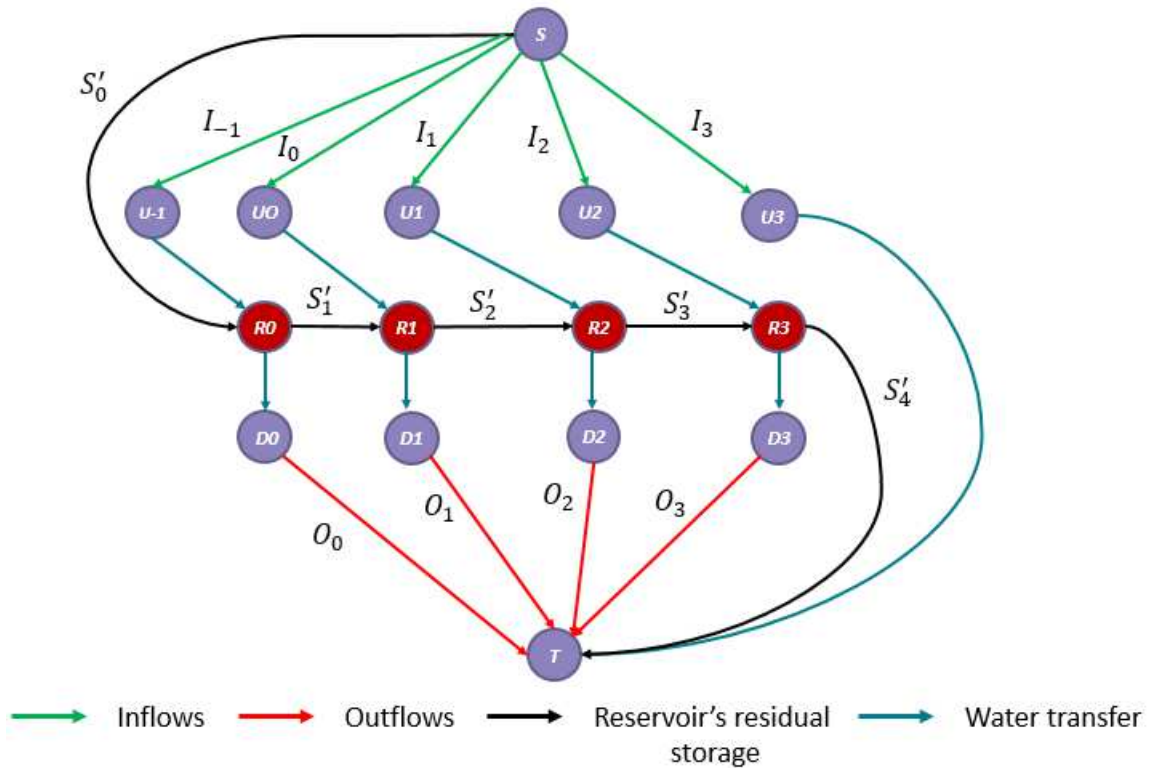 S
S′₀
I₋₁
I₀
I₁
I₂
I₃
U-1
UO
U1
U2
U3
S′₁
S′₂
S′₃
R0
R1
R2
R3
S′₄
D0
D1
D2
D3
O₀
O₁
O₂
O₃
T
Inflows
Outflows
Reservoir's residual
storage
Water transfer